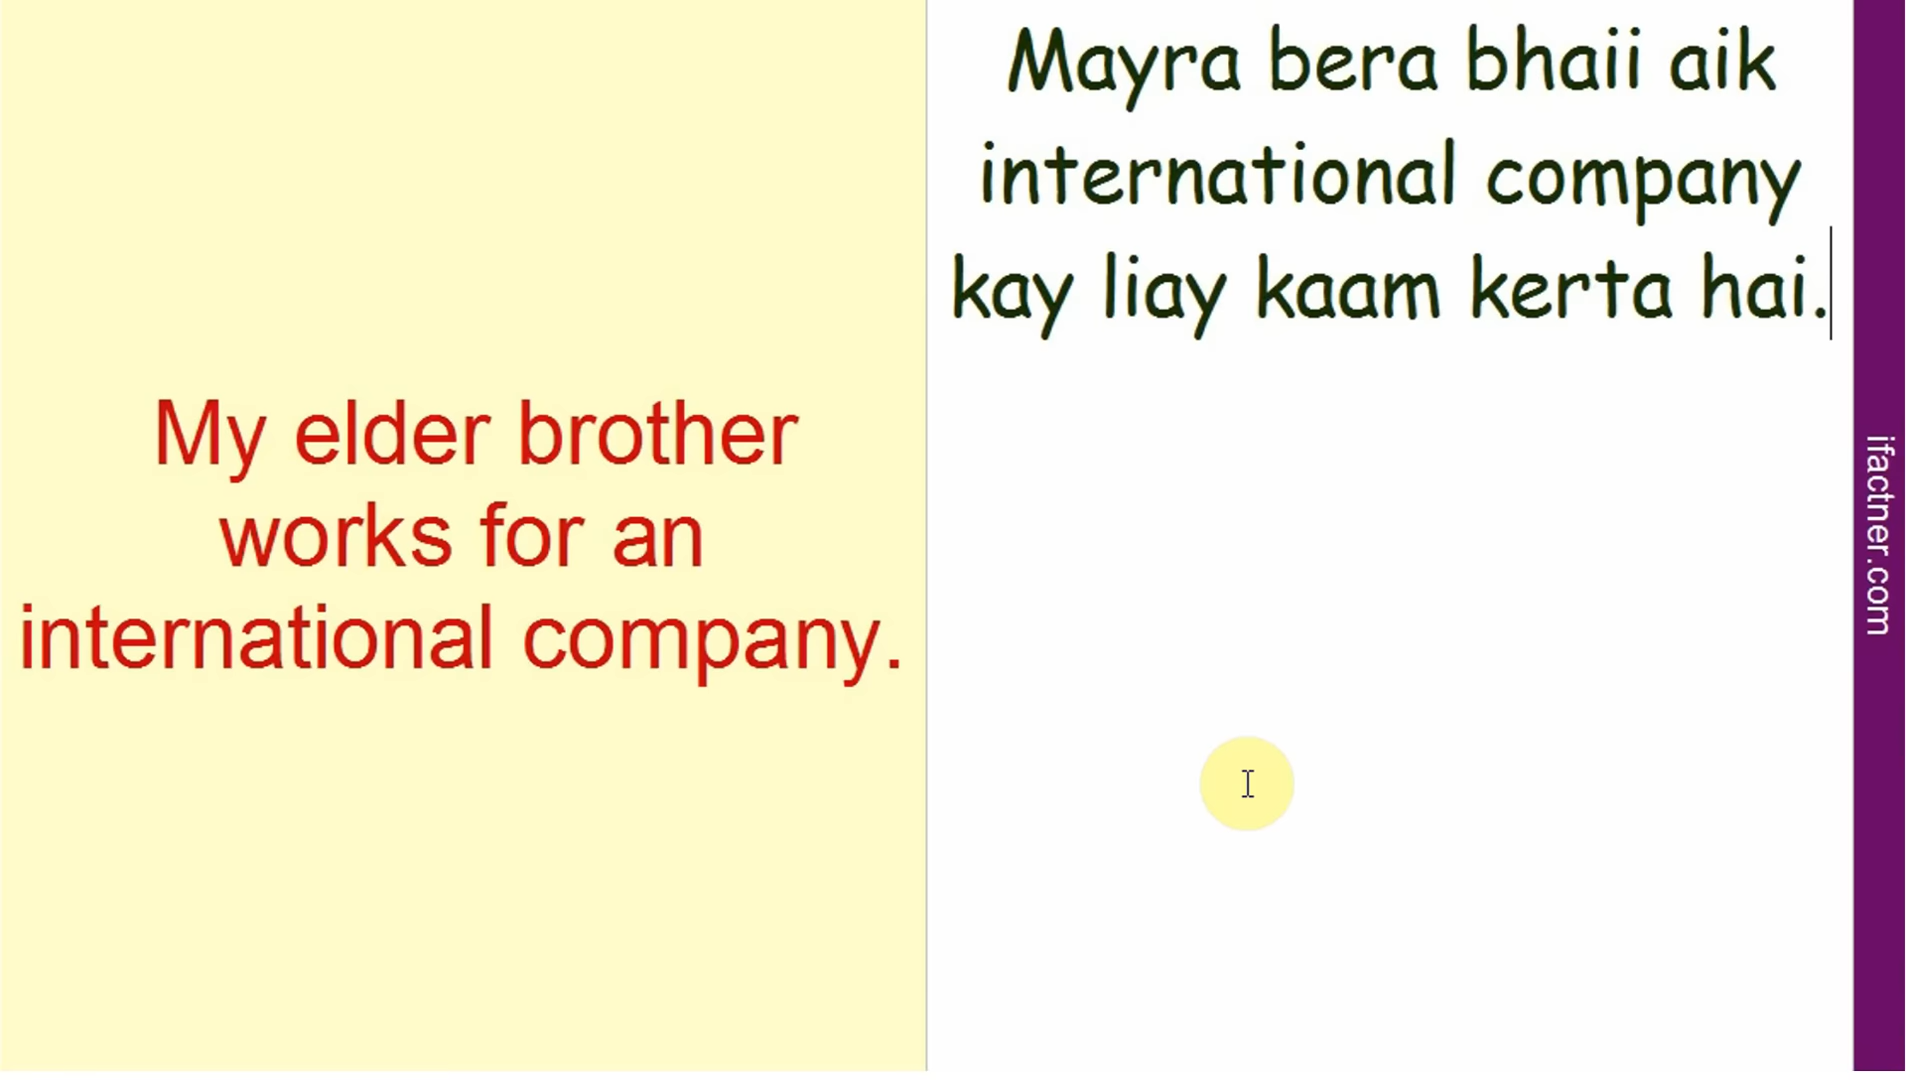 My elder brother
works for an
international company.
Mayra bera bhaii aik
international company
kay liay kaam kerta hai.
ifactner.com